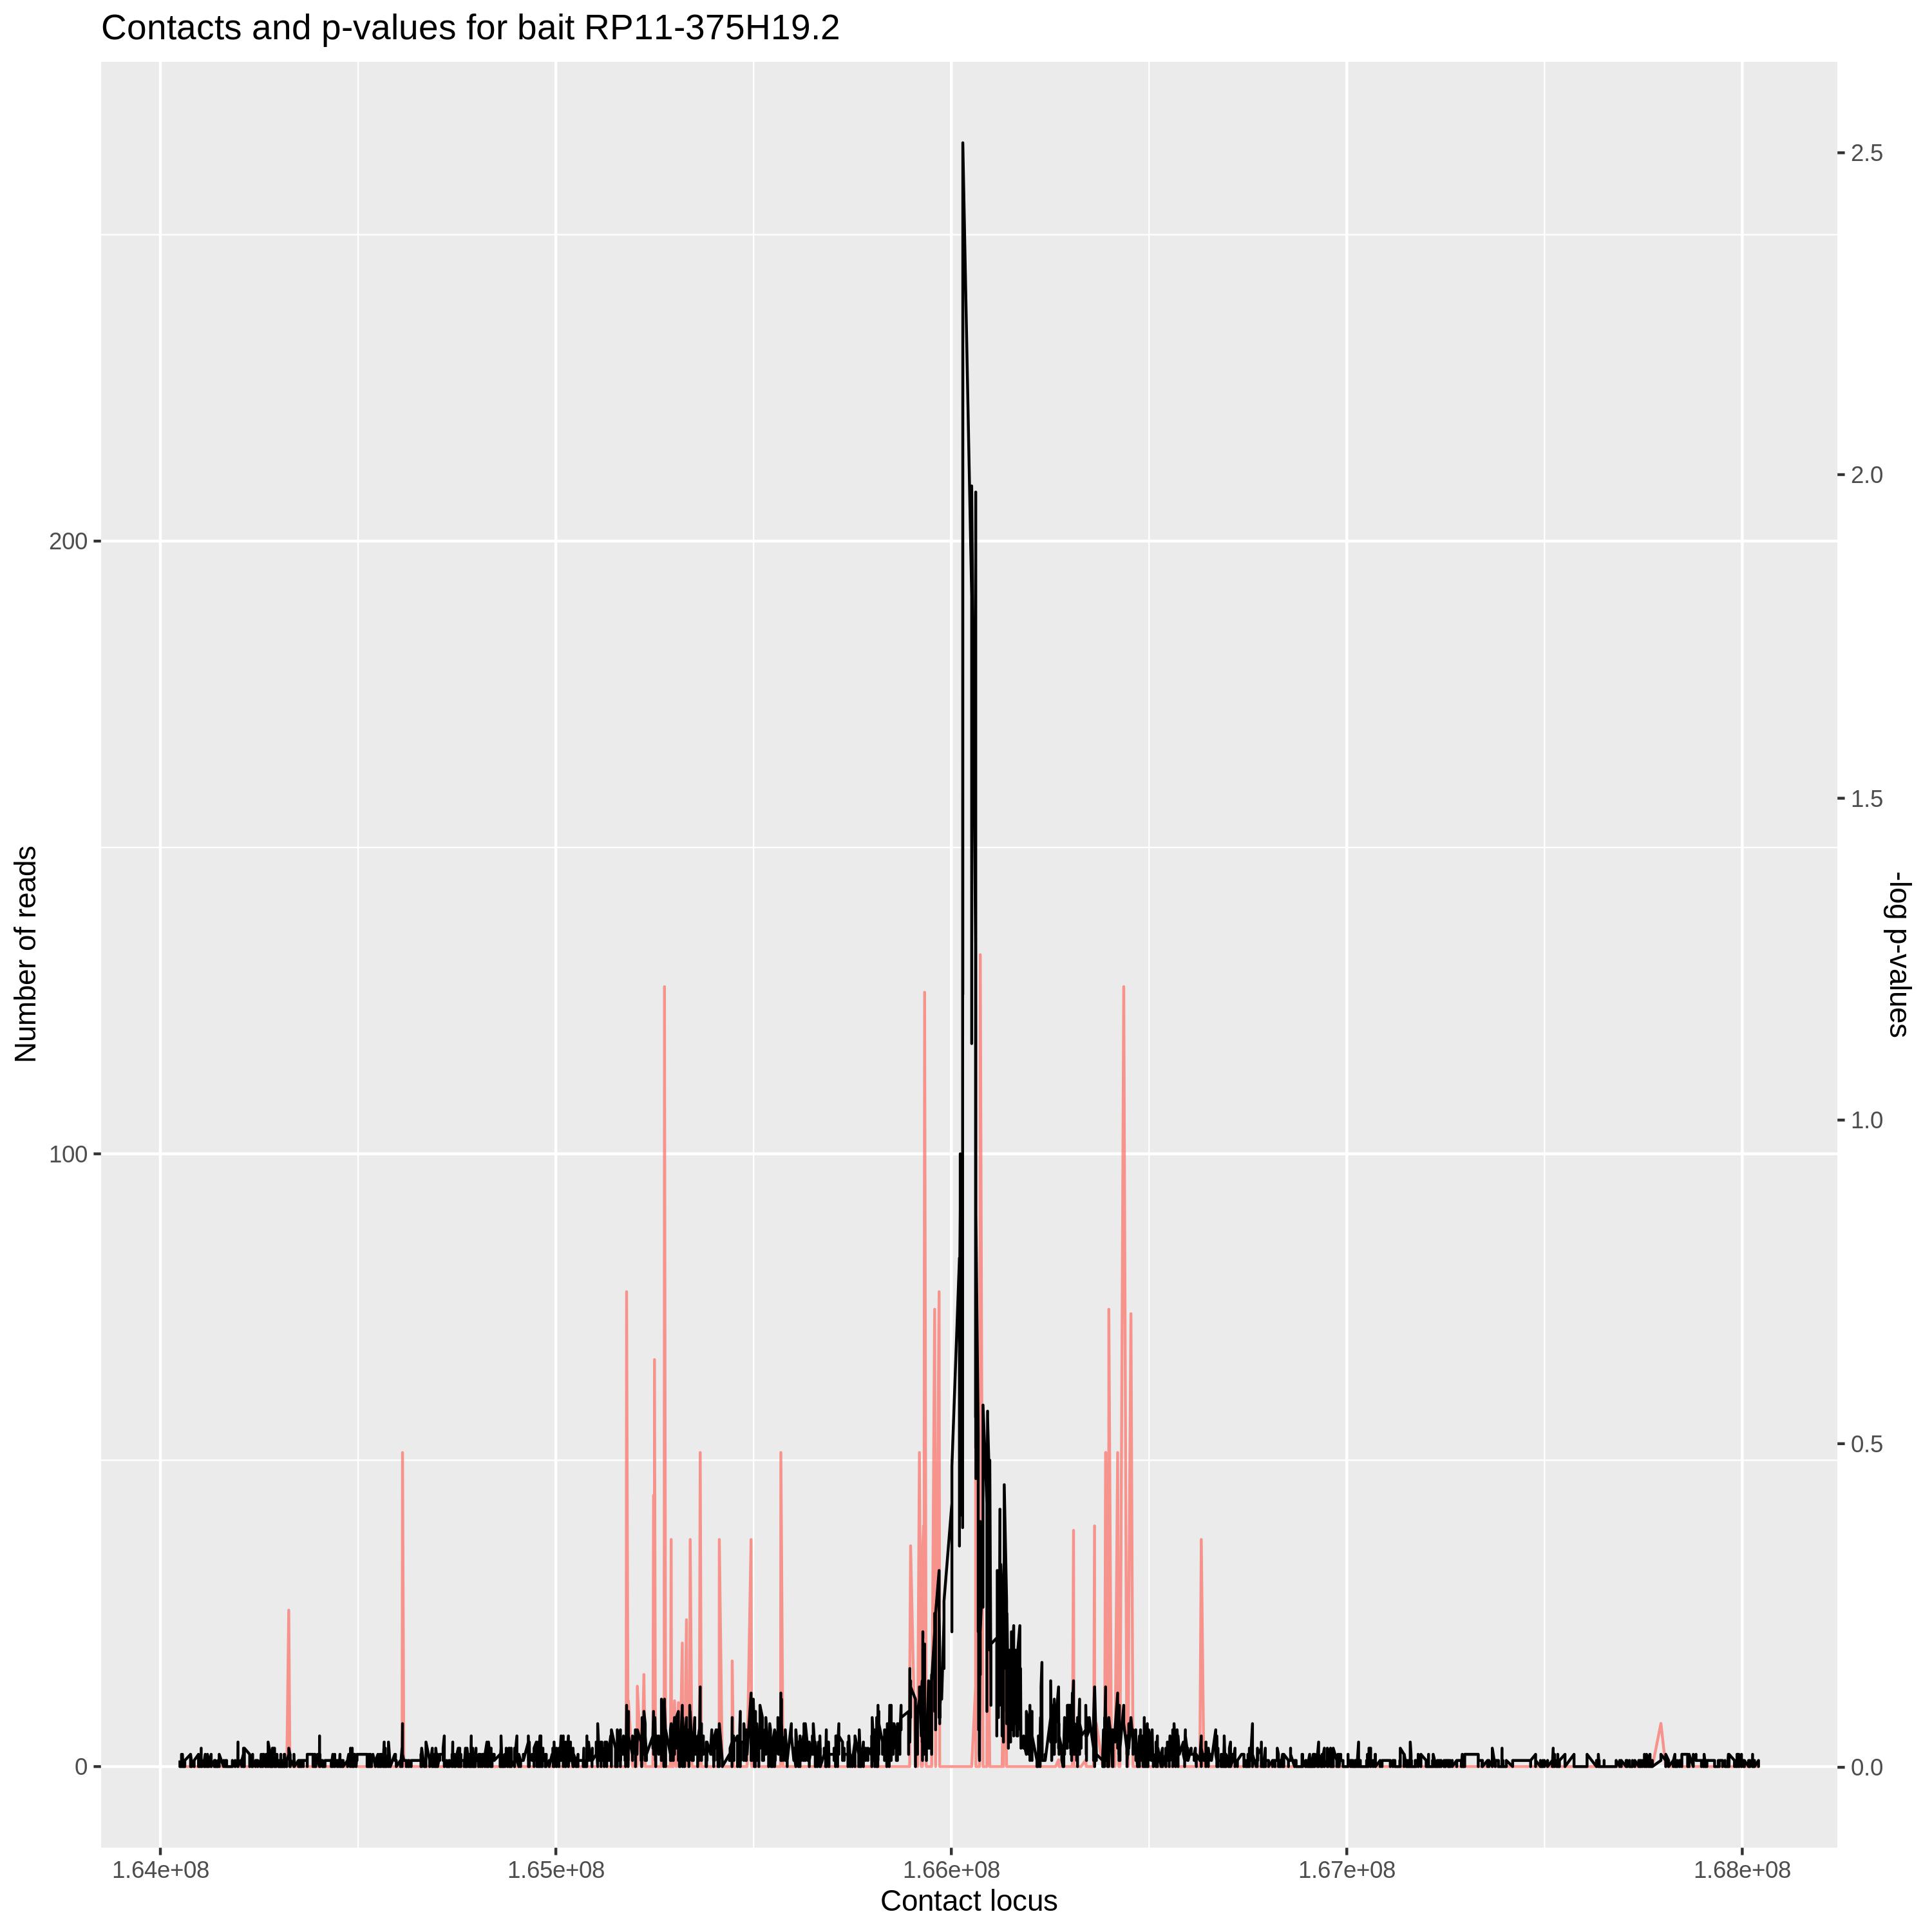 Contacts and p-values for bait RP11-375H19.2
Number of reads
200
100
0
2.5
2.0
1.5
1.0
0.5
0.0
-log p-values
1.64e+08
1.65e+08
1.66e+08
1.67e+08
1.68e+08
Contact locus